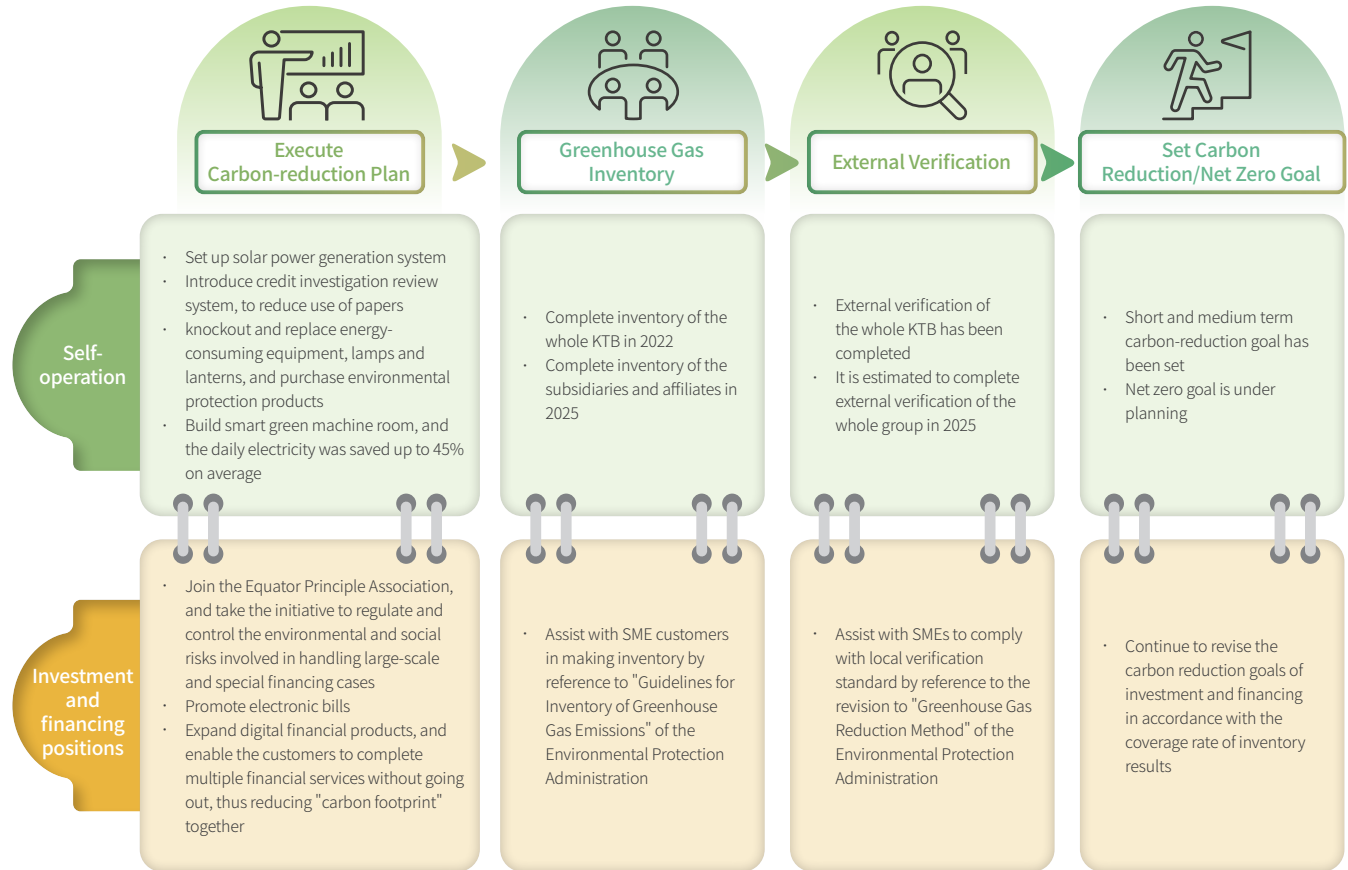 Execute
Carbon-reduction Plan
Greenhouse Gas
Inventory
External Verification
Set Carbon
Reduction/Net Zero Goal
Self-
operation
· Set up solar power generation system
· Introduce credit investigation review
system, to reduce use of papers
· knockout and replace energy-
consuming equipment, lamps and
lanterns, and purchase environmental
protection products
· Build smart green machine room, and
the daily electricity was saved up to 45%
on average
· Complete inventory of the
whole KTB in 2022
· Complete inventory of the
subsidiaries and affiliates in
2025
· External verification of
the whole KTB has been
completed
· It is estimated to complete
external verification of the
whole group in 2025
· Short and medium term
carbon-reduction goal has
been set
· Net zero goal is under
planning
Investment
and
financing
positions
· Join the Equator Principle Association,
and take the initiative to regulate and
control the environmental and social
risks involved in handling large-scale
and special financing cases
· Promote electronic bills
· Expand digital financial products, and
enable the customers to complete
multiple financial services without going
out, thus reducing "carbon footprint"
together
· Assist with SME customers
in making inventory by
reference to "Guidelines for
Inventory of Greenhouse
Gas Emissions" of the
Environmental Protection
Administration
· Assist with SMEs to comply
with local verification
standard by reference to the
revision to "Greenhouse Gas
Reduction Method" of the
Environmental Protection
Administration
· Continue to revise the
carbon reduction goals of
investment and financing
in accordance with the
coverage rate of inventory
results